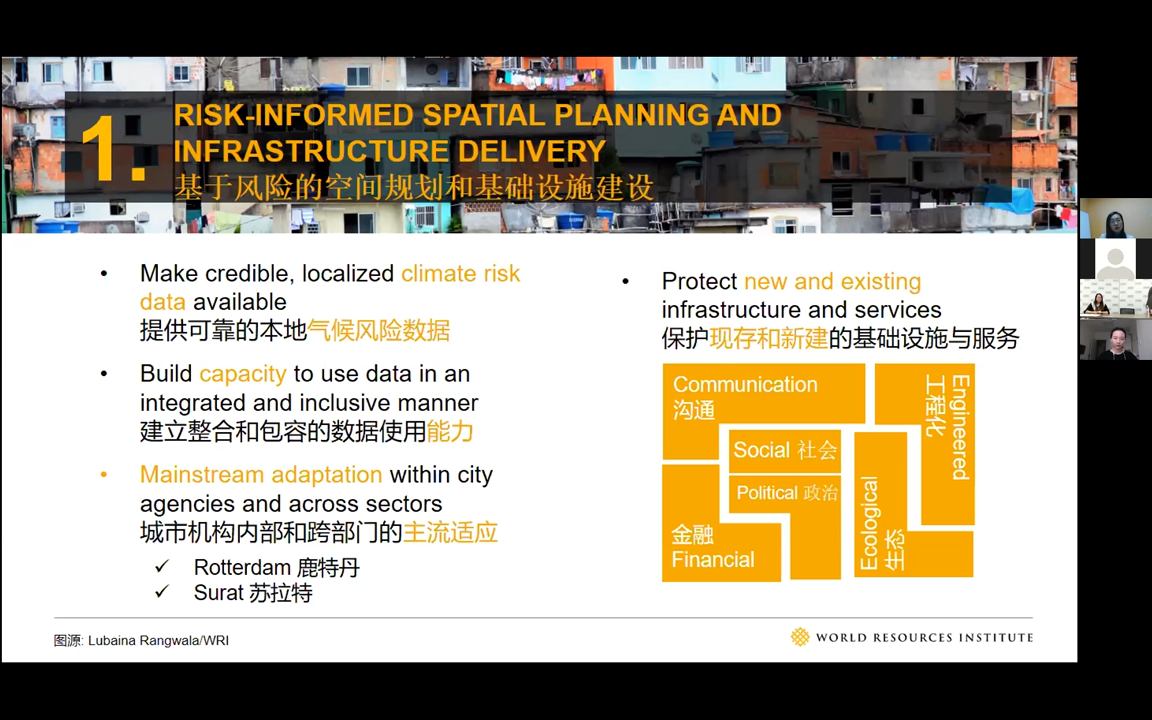 1.
RISK-INFORMED SPATIAL PLANNING AND
INFRASTRUCTURE DELIVERY
基于风险的空间规划和基础设施建设
• Make credible, localized climate risk
data available
提供可靠的本地气候风险数据
• Build capacity to use data in an
integrated and inclusive manner
建立整合和包容的数据使用能力
• Mainstream adaptation within city
agencies and across sectors
城市机构内部和跨部门的主流适应
✓ Rotterdam 鹿特丹
✓ Surat 苏拉特
• Protect new and existing
infrastructure and services
保护现存和新建的基础设施与服务
Communication
沟通
Engineered
工程化
Social 社会
Political 政治
Ecological
生态
金融
Financial
图源: Lubaina Rangwala/WRI
WORLD RESOURCES INSTITUTE